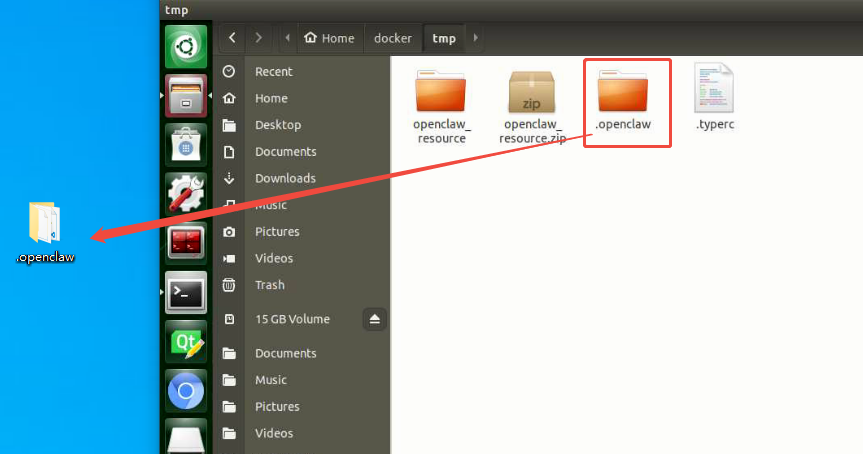 tmp
Home
docker
tmp
Recent
Home
Desktop
Documents
Downloads
Music
Pictures
Videos
Trash
15 GB Volume
Documents
Music
Pictures
Videos
openclaw_
resource
zip
openclaw_
resource.zip
.openclaw
.typerc
Qt
.openclaw